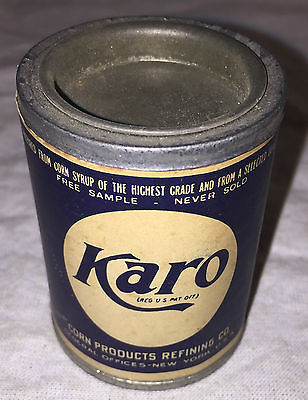 FROM CORN SYRUP OF THE HIGHEST GRADE AND FROM A SELECTED
FREE SAMPLE - NEVER SOLD
Karo
(REG U S PAT OFF)
CORN PRODUCTS REFINING CO.
OFFICES-NEW YORK